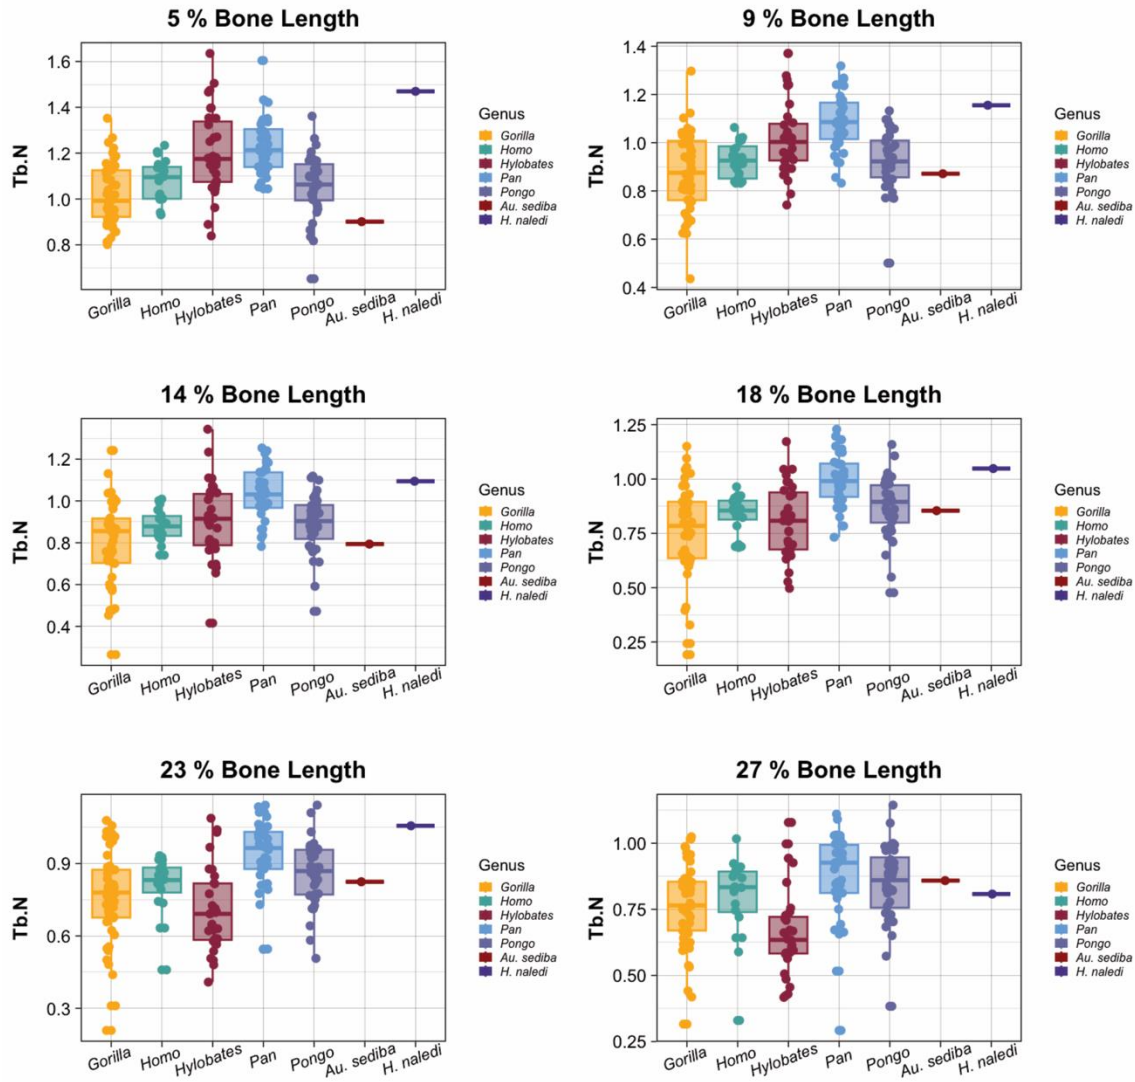 5 % Bone Length
Tb.N
1.6
1.4
1.2
1.0
0.8
Gorilla Homo Hylobates Pan Pongo Au. sediba H. naledi
Genus
Gorilla
Homo
Hylobates
Pan
Pongo
Au. sediba
H. naledi
9 % Bone Length
Tb.N
1.4
1.2
1.0
0.8
0.6
0.4
Gorilla Homo Hylobates Pan Pongo Au. sediba H. naledi
Genus
Gorilla
Homo
Hylobates
Pan
Pongo
Au. sediba
H. naledi
14 % Bone Length
Tb.N
1.2
1.0
0.8
0.6
0.4
Gorilla Homo Hylobates Pan Pongo Au. sediba H. naledi
Genus
Gorilla
Homo
Hylobates
Pan
Pongo
Au. sediba
H. naledi
18 % Bone Length
Tb.N
1.25
1.00
0.75
0.50
0.25
Gorilla Homo Hylobates Pan Pongo Au. sediba H. naledi
Genus
Gorilla
Homo
Hylobates
Pan
Pongo
Au. sediba
H. naledi
23 % Bone Length
Tb.N
0.9
0.6
0.3
Gorilla Homo Hylobates Pan Pongo Au. sediba H. naledi
Genus
Gorilla
Homo
Hylobates
Pan
Pongo
Au. sediba
H. naledi
27 % Bone Length
Tb.N
1.00
0.75
0.50
0.25
Gorilla Homo Hylobates Pan Pongo Au. sediba H. naledi
Genus
Gorilla
Homo
Hylobates
Pan
Pongo
Au. sediba
H. naledi